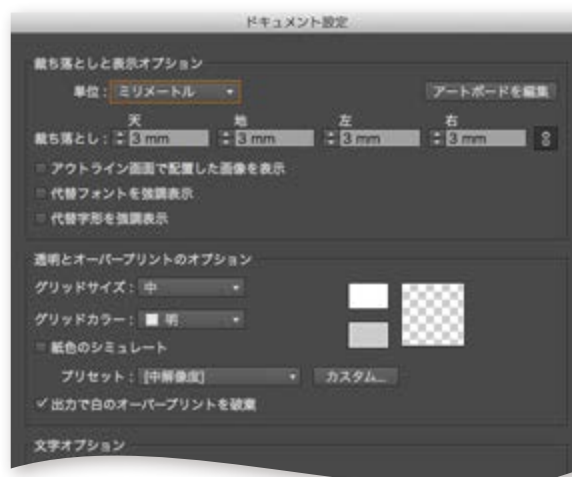 ドキュメント設定
裁ち落としと表示オプション
単位：ミリメートル
アートボードを編集
天 地 左 右
裁ち落とし：3 mm 3 mm 3 mm 3 mm
アウトライン画面で配置した画像を表示
代替フォントを強調表示
代替字形を強調表示
透明とオーバープリントのオプション
グリッドサイズ：中
グリッドカラー：明
紙色のシミュレート
プリセット：[中解像度] カスタム...
出力で白のオーバープリントを破棄
文字オプション